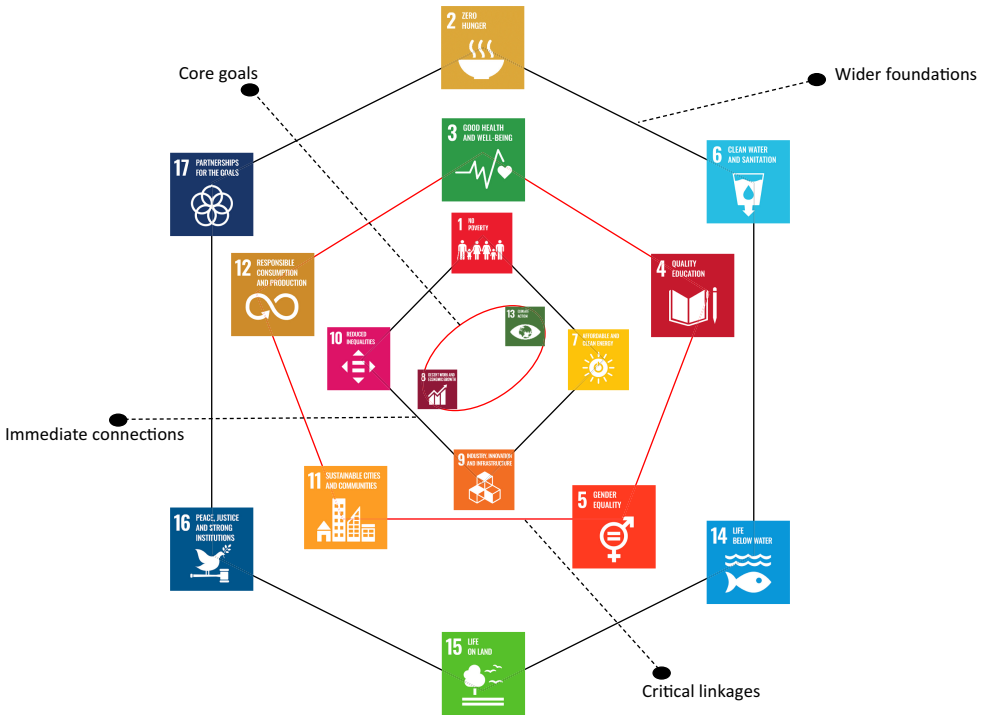 2 ZERO
HUNGER
Core goals
Wider foundations
3 GOOD HEALTH
AND WELL-BEING
6 CLEAN WATER
AND SANITATION
17 PARTNERSHIPS
FOR THE GOALS
1 NO
POVERTY
12 RESPONSIBLE
CONSUMPTION
AND PRODUCTION
4 QUALITY
EDUCATION
13 CLIMATE
ACTION
10 REDUCED
INEQUALITIES
7 AFFORDABLE AND
CLEAN ENERGY
8 DECENT WORK AND
ECONOMIC GROWTH
Immediate connections
9 INDUSTRY, INNOVATION
AND INFRASTRUCTURE
11 SUSTAINABLE CITIES
AND COMMUNITIES
5 GENDER
EQUALITY
16 PEACE, JUSTICE
AND STRONG
INSTITUTIONS
14 LIFE
BELOW WATER
15 LIFE
ON LAND
Critical linkages